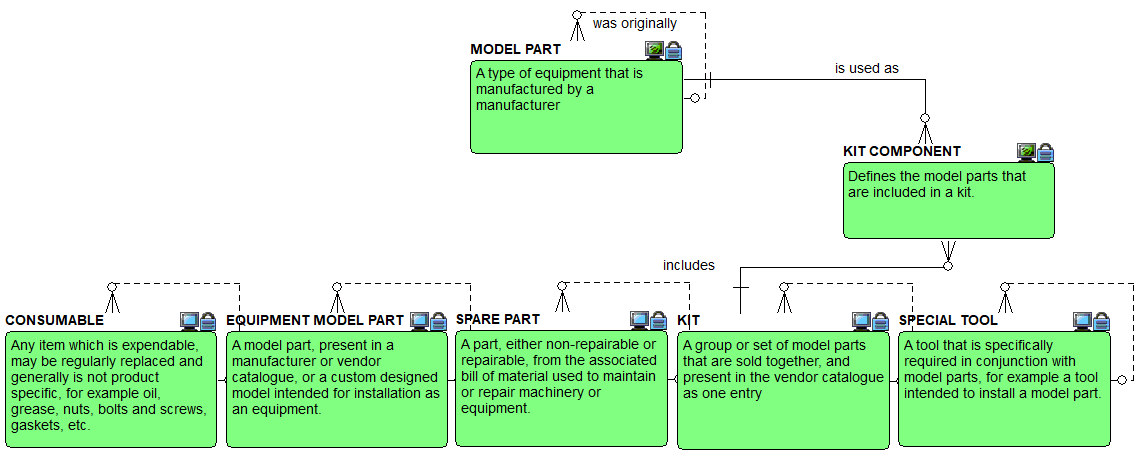 was originally
MODEL PART
A type of equipment that is
manufactured by a
manufacturer
is used as
KIT COMPONENT
Defines the model parts that
are included in a kit.
includes
CONSUMABLE
Any item which is expendable,
may be regularly replaced and
generally is not product
specific, for example oil,
grease, nuts, bolts and screws,
gaskets, etc.
EQUIPMENT MODEL PART
A model part, present in a
manufacturer or vendor
catalogue, or a custom designed
model intended for installation as
an equipment.
SPARE PART
A part, either non-repairable or
repairable, from the associated
bill of material used to maintain
or repair machinery or
equipment.
KIT
A group or set of model parts
that are sold together, and
present in the vendor catalogue
as one entry
SPECIAL TOOL
A tool that is specifically
required in conjunction with
model parts, for example a tool
intended to install a model part.